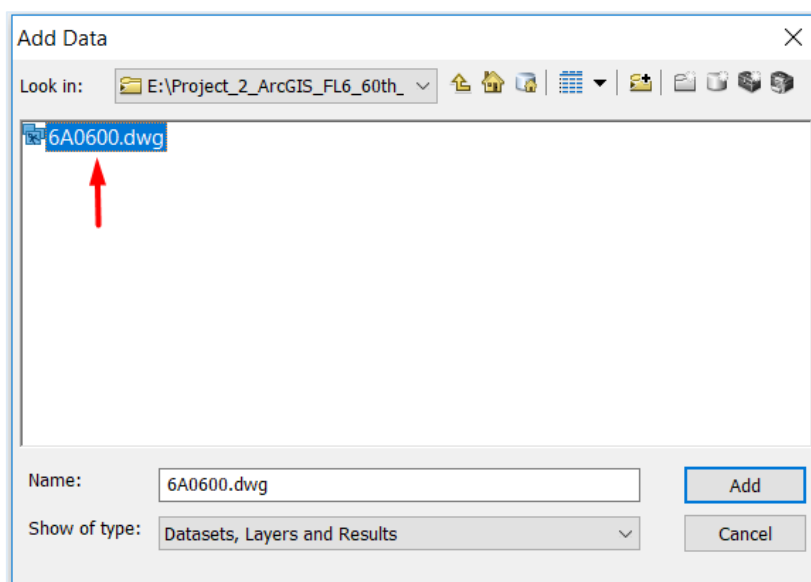 Add Data
Look in: E:\Project_2_ArcGIS_FL6_60th_
6A0600.dwg
Name: 6A0600.dwg Add
Show of type: Datasets, Layers and Results Cancel